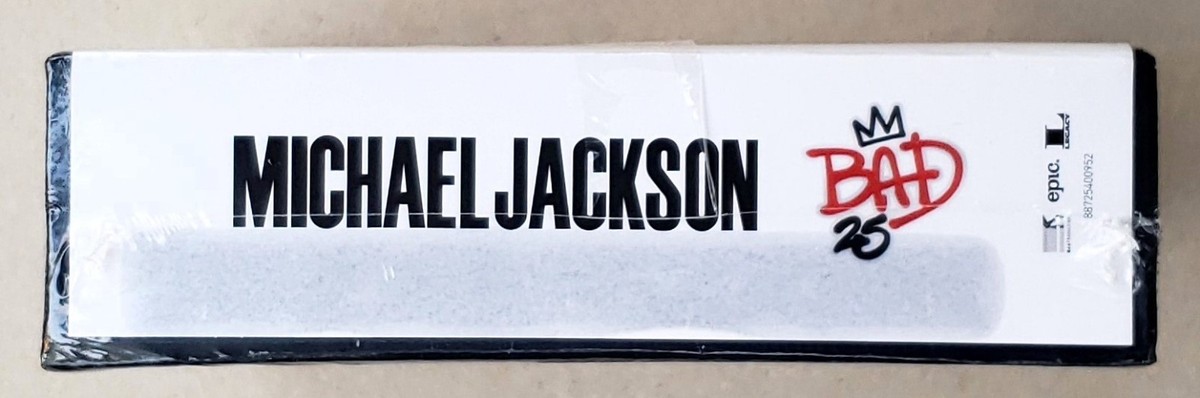 MICHAEL JACKSON
BAD
25
epic.
L
LEGACY
88725400952